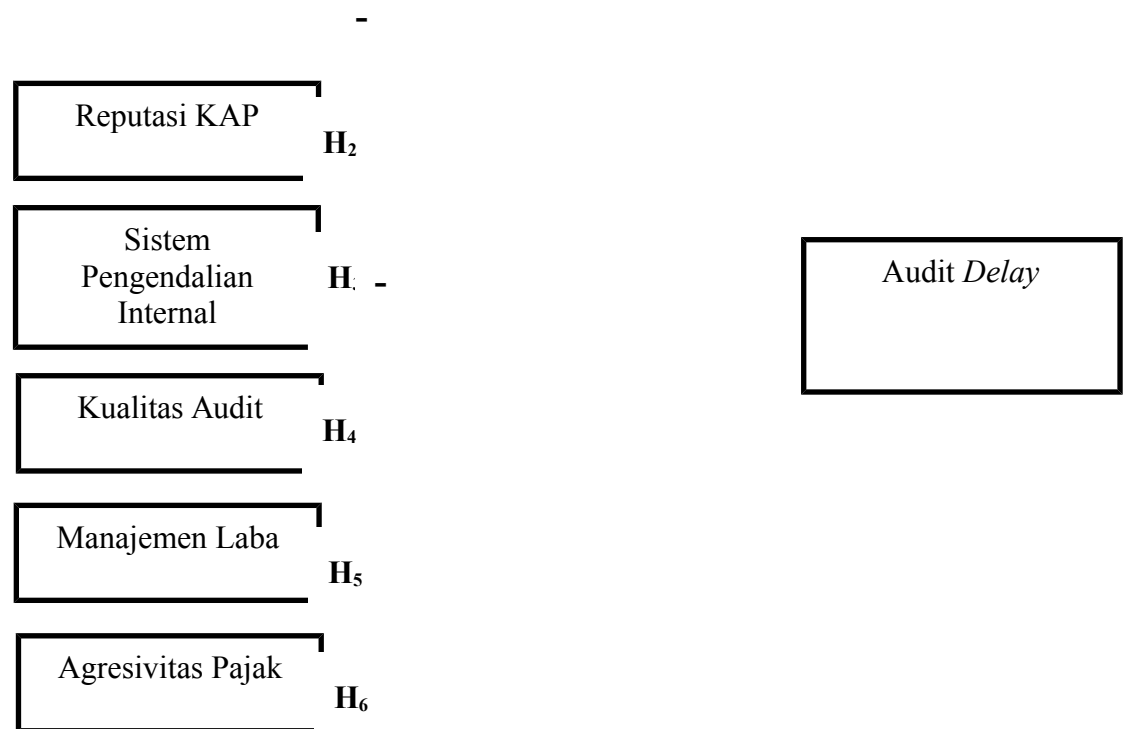 -
Reputasi KAP
H₂
Sistem
Pengendalian
Internal
H
-
Audit Delay
Kualitas Audit
H₄
Manajemen Laba
H₅
Agresivitas Pajak
H₆